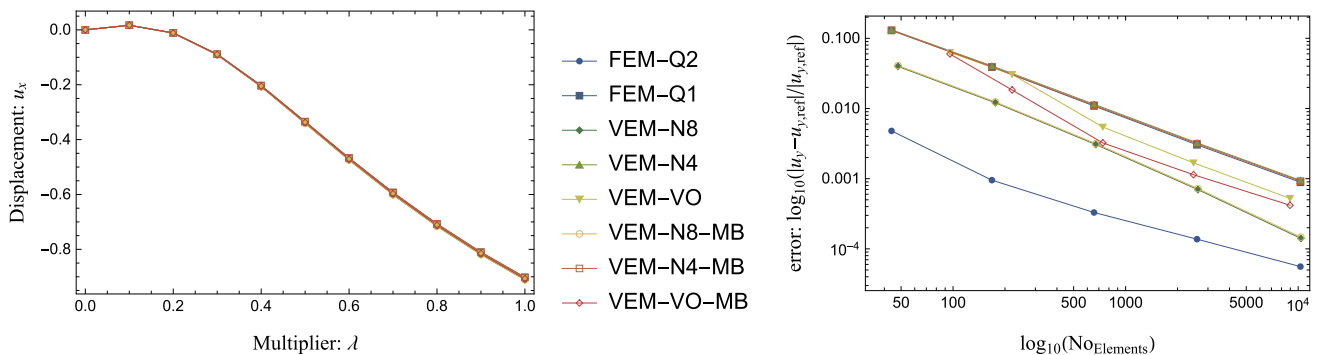 0.0
−0.2
−0.4
−0.6
−0.8
0.0
0.2
0.4
0.6
0.8
1.0
Displacement: uₓ
Multiplier: λ
FEM−Q2
FEM−Q1
VEM−N8
VEM−N4
VEM−VO
VEM−N8−MB
VEM−N4−MB
VEM−VO−MB
0.100
0.010
0.001
10⁻⁴
50
100
500
1000
5000
10⁴
error: log₁₀(|u_y−u_y,ref|/|u_y,ref|)
log₁₀(No_Elements)